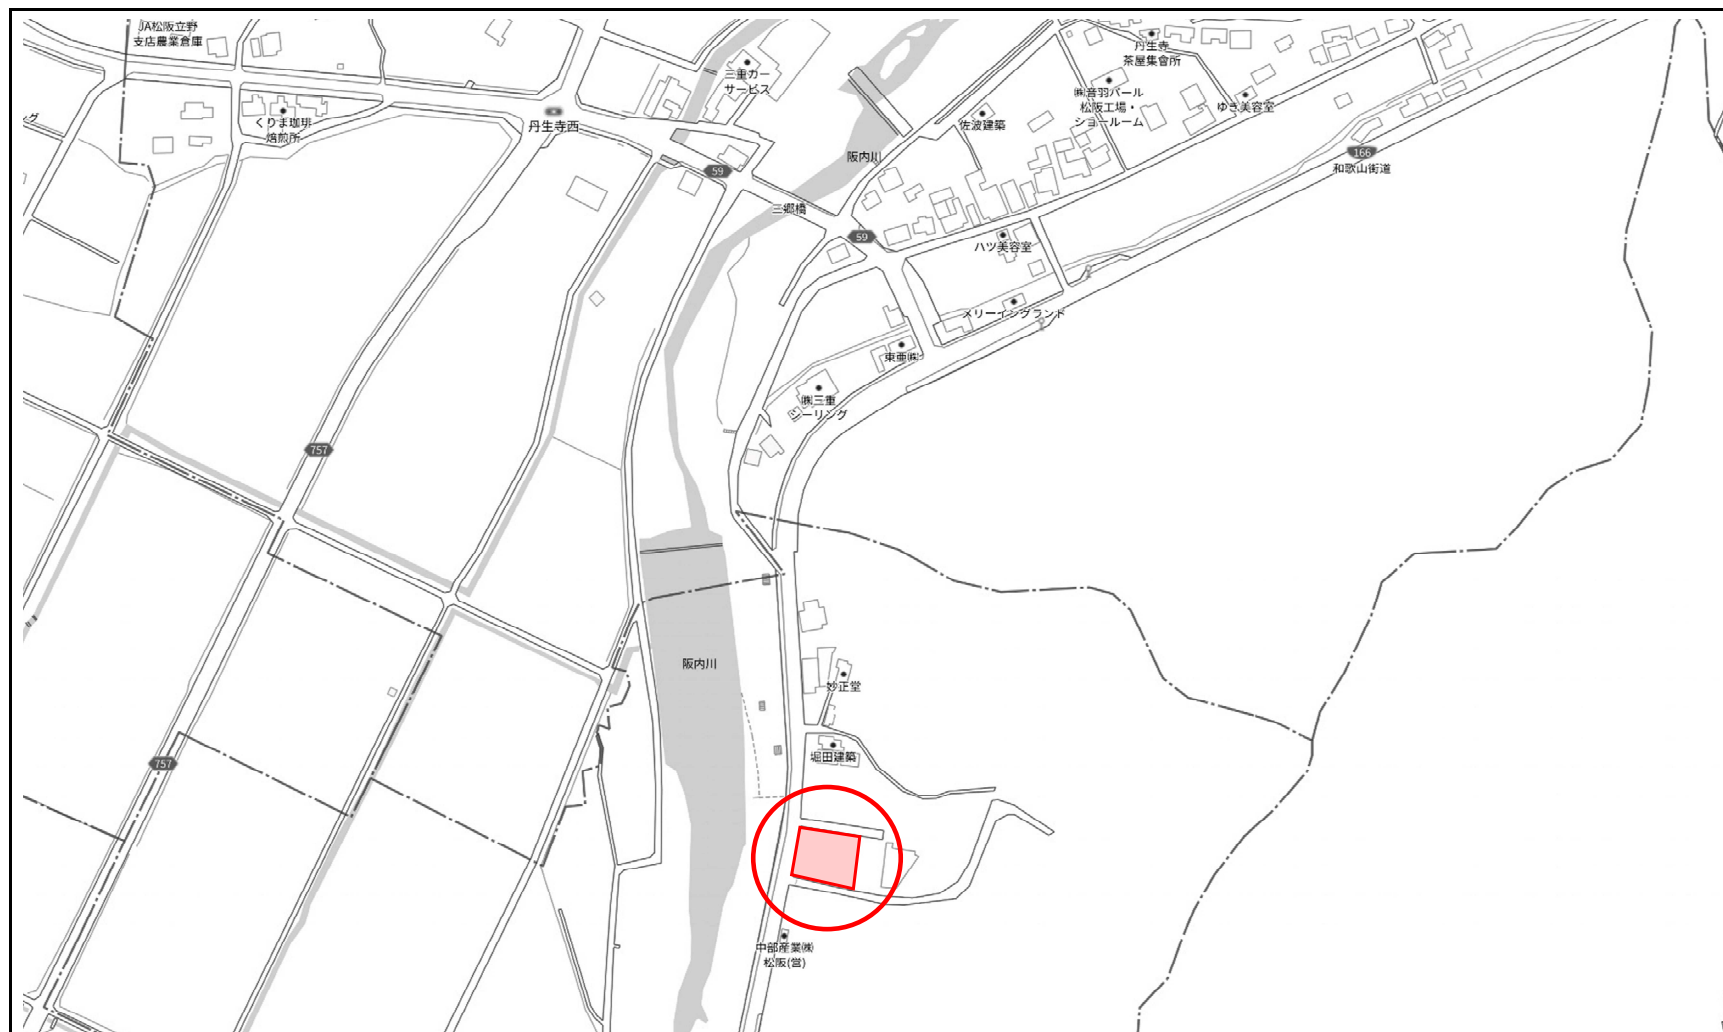 JA松阪立野
支店農業倉庫
くりま珈琲
焙煎所
丹生寺西
三重カー
サービス
59
三郷橋
阪内川
59
佐波建築
丹生寺
茶屋集會所
㈱音羽パール
松阪工場・
ショールーム
ゆき美容室
166
和歌山街道
ハツ美容室
メリーイングランド
東亜㈱
㈱三重
シーリング
757
阪内川
妙正堂
堀田建築
757
中部産業㈱
松阪(営)